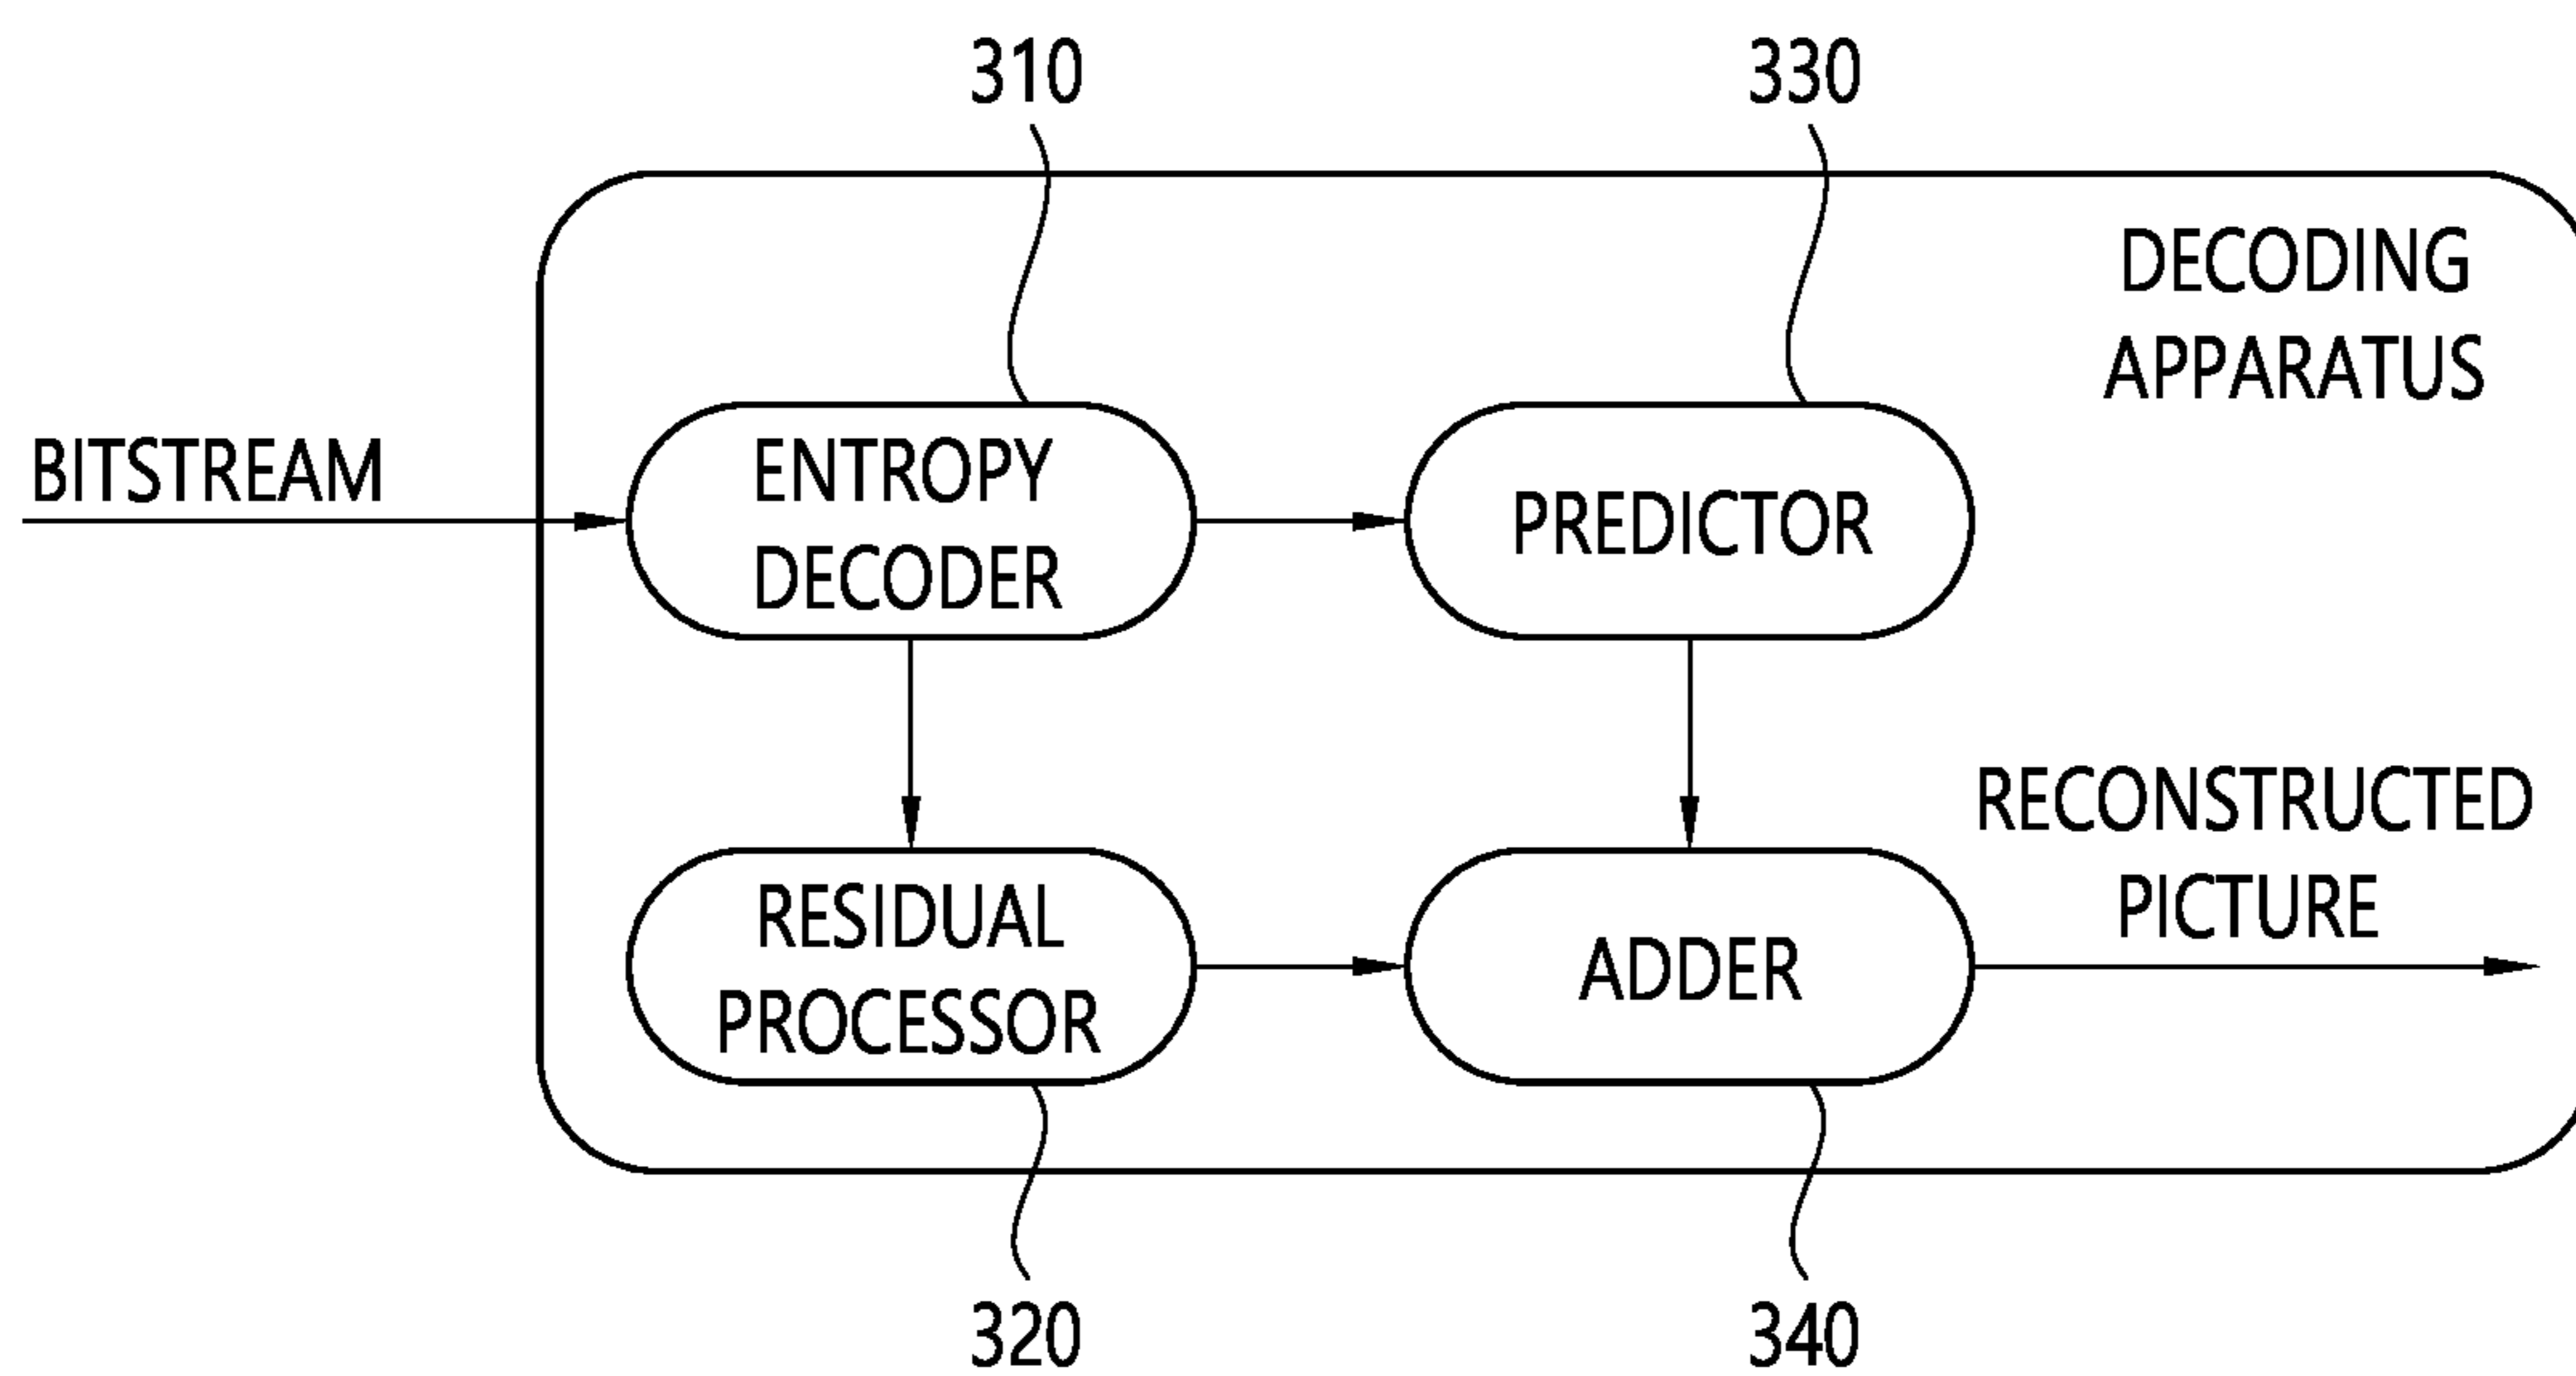 310
330
DECODING
APPARATUS
BITSTREAM
ENTROPY
DECODER
PREDICTOR
RECONSTRUCTED
PICTURE
RESIDUAL
PROCESSOR
ADDER
320
340